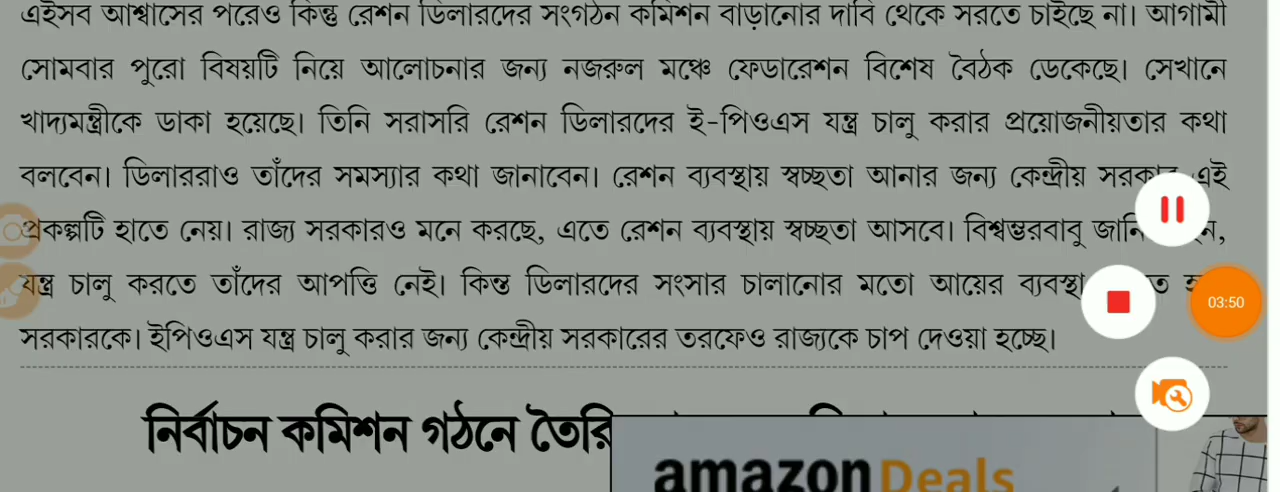 এইসব আশ্বাসের পরেও কিন্তু রেশন ডিলারদের সংগঠন কমিশন বাড়ানোর দাবি থেকে সরতে চাইছে না। আগামী
সোমবার পুরো বিষয়টি নিয়ে আলোচনার জন্য নজরুল মঞ্চে ফেডারেশন বিশেষ বৈঠক ডেকেছে। সেখানে
খাদ্যমন্ত্রীকে ডাকা হয়েছে। তিনি সরাসরি রেশন ডিলারদের ই-পিওএস যন্ত্র চালু করার প্রয়োজনীয়তার কথা
বলবেন। ডিলাররাও তাঁদের সমস্যার কথা জানাবেন। রেশন ব্যবস্থায় স্বচ্ছতা আনার জন্য কেন্দ্রীয় সরকার এই
প্রকল্পটি হাতে নেয়। রাজ্য সরকারও মনে করছে, এতে রেশন ব্যবস্থায় স্বচ্ছতা আসবে। বিশ্বম্ভরবাবু
যন্ত্র চালু করতে তাঁদের আপত্তি নেই। কিন্ত ডিলারদের সংসার চালানোর মতো আয়ের ব্যবস্থা
সরকারকে। ইপিওএস যন্ত্র চালু করার জন্য কেন্দ্রীয় সরকারের তরফেও রাজ্যকে চাপ দেওয়া হচ্ছে।
03:50
নির্বাচন কমিশন গঠনে তৈরি
amazon Deals